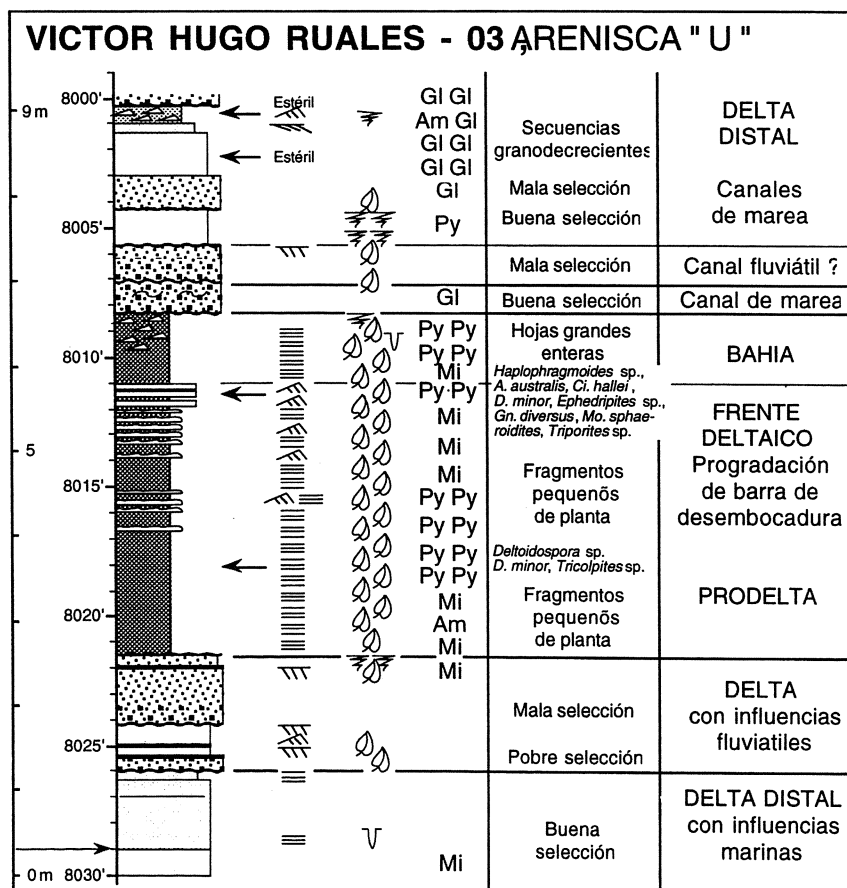 VICTOR HUGO RUALES - 03 ARENISCA "U"
9 m
8000'
Estéril
Gl Gl
Am Gl
Gl Gl
Gl Gl
Gl
Secuencias
granodecrecientes
DELTA
DISTAL
Estéril
Mala selección
Canales
de marea
8005'
Py
Buena selección
Mala selección
Canal fluviátil ?
Gl
Buena selección
Canal de marea
8010'
Py Py
Py Py
Mi
Hojas grandes
enteras
BAHIA
Py Py
Haplophragmoides sp.,
A. australis, Ci. hallei,
D. minor, Ephedripites sp.,
Gn. diversus, Mo. sphae-
roidites, Triporites sp.
5
Mi
Mi
Mi
FRENTE
DELTAICO
Progradación
de barra de
desembocadura
8015'
Py Py
Py Py
Fragmentos
pequenõs
de planta
Py Py
Py Py
Deltoidospora sp.
D. minor, Tricolpites sp.
8020'
Mi
Am
Mi
Fragmentos
pequenõs
de planta
PRODELTA
Mi
Mala selección
DELTA
con influencias
fluviatiles
8025'
Pobre selección
DELTA DISTAL
con influencias
marinas
Buena
selección
0 m
8030'
Mi